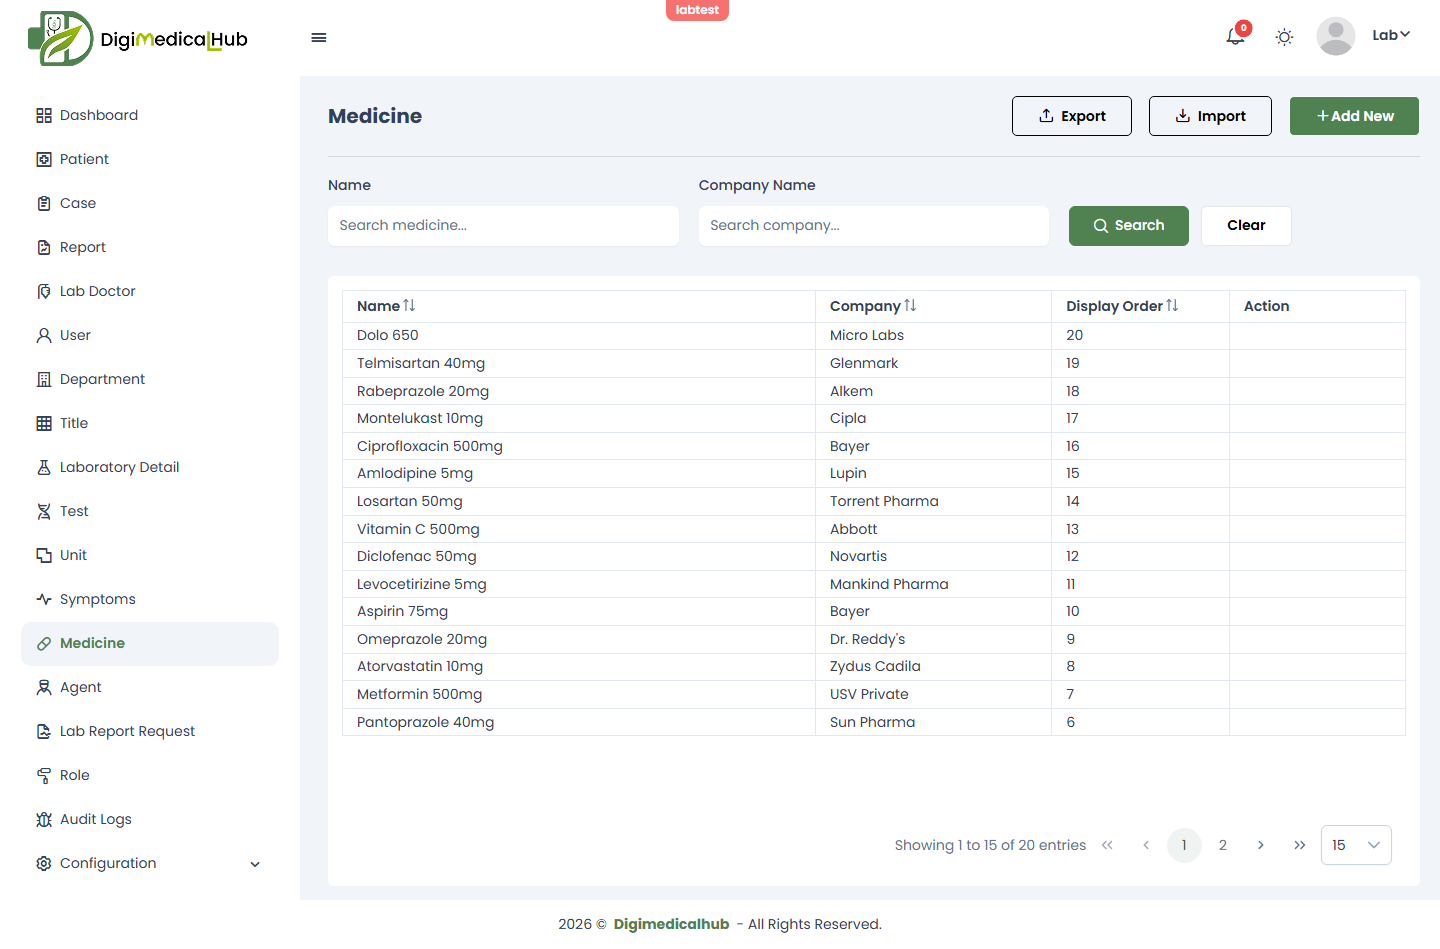 labtest
DigiMedicalHub
0
Lab
Dashboard
Patient
Case
Report
Lab Doctor
User
Department
Title
Laboratory Detail
Test
Unit
Symptoms
Medicine
Agent
Lab Report Request
Role
Audit Logs
Configuration
Medicine
Export
Import
+ Add New
Name
Company Name
Search medicine...
Search company...
Search
Clear
Name Company Display Order Action
Dolo 650 Micro Labs 20
Telmisartan 40mg Glenmark 19
Rabeprazole 20mg Alkem 18
Montelukast 10mg Cipla 17
Ciprofloxacin 500mg Bayer 16
Amlodipine 5mg Lupin 15
Losartan 50mg Torrent Pharma 14
Vitamin C 500mg Abbott 13
Diclofenac 50mg Novartis 12
Levocetirizine 5mg Mankind Pharma 11
Aspirin 75mg Bayer 10
Omeprazole 20mg Dr. Reddy's 9
Atorvastatin 10mg Zydus Cadila 8
Metformin 500mg USV Private 7
Pantoprazole 40mg Sun Pharma 6
Showing 1 to 15 of 20 entries « ‹ 1 2 › » 15
2026 © Digimedicalhub - All Rights Reserved.